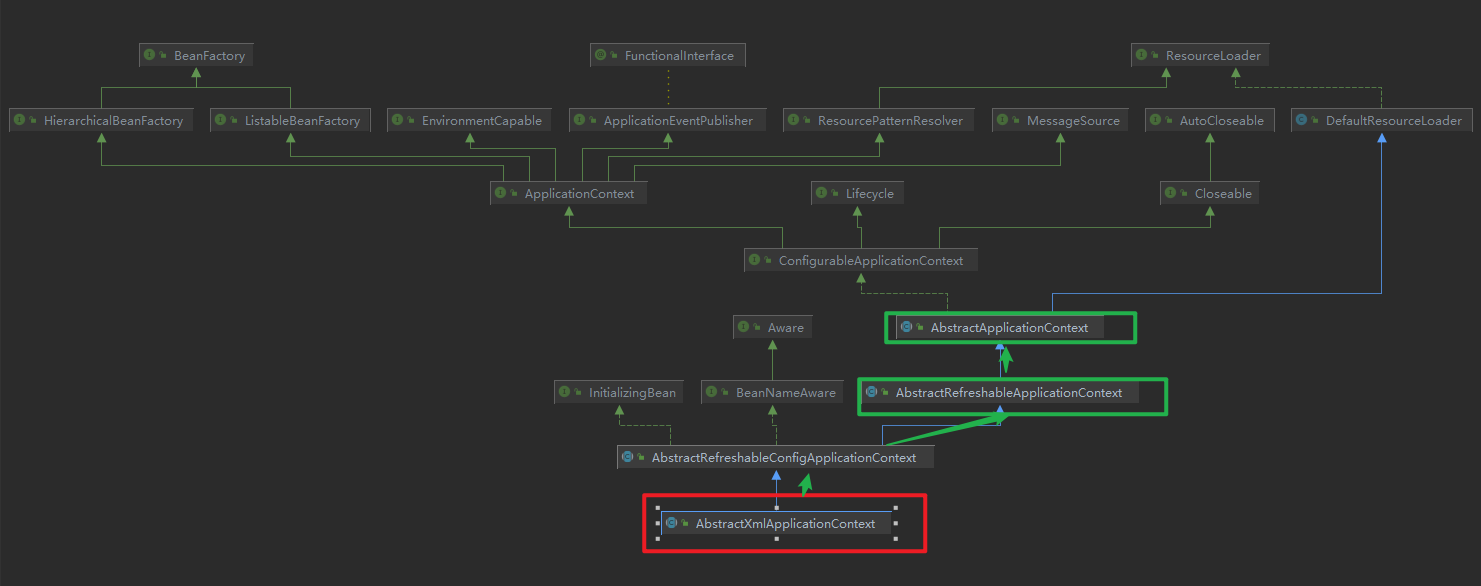 BeanFactory
FunctionalInterface
ResourceLoader
HierarchicalBeanFactory
ListableBeanFactory
EnvironmentCapable
ApplicationEventPublisher
ResourcePatternResolver
MessageSource
AutoCloseable
DefaultResourceLoader
ApplicationContext
Lifecycle
Closeable
ConfigurableApplicationContext
Aware
AbstractApplicationContext
InitializingBean
BeanNameAware
AbstractRefreshableApplicationContext
AbstractRefreshableConfigApplicationContext
AbstractXmlApplicationContext